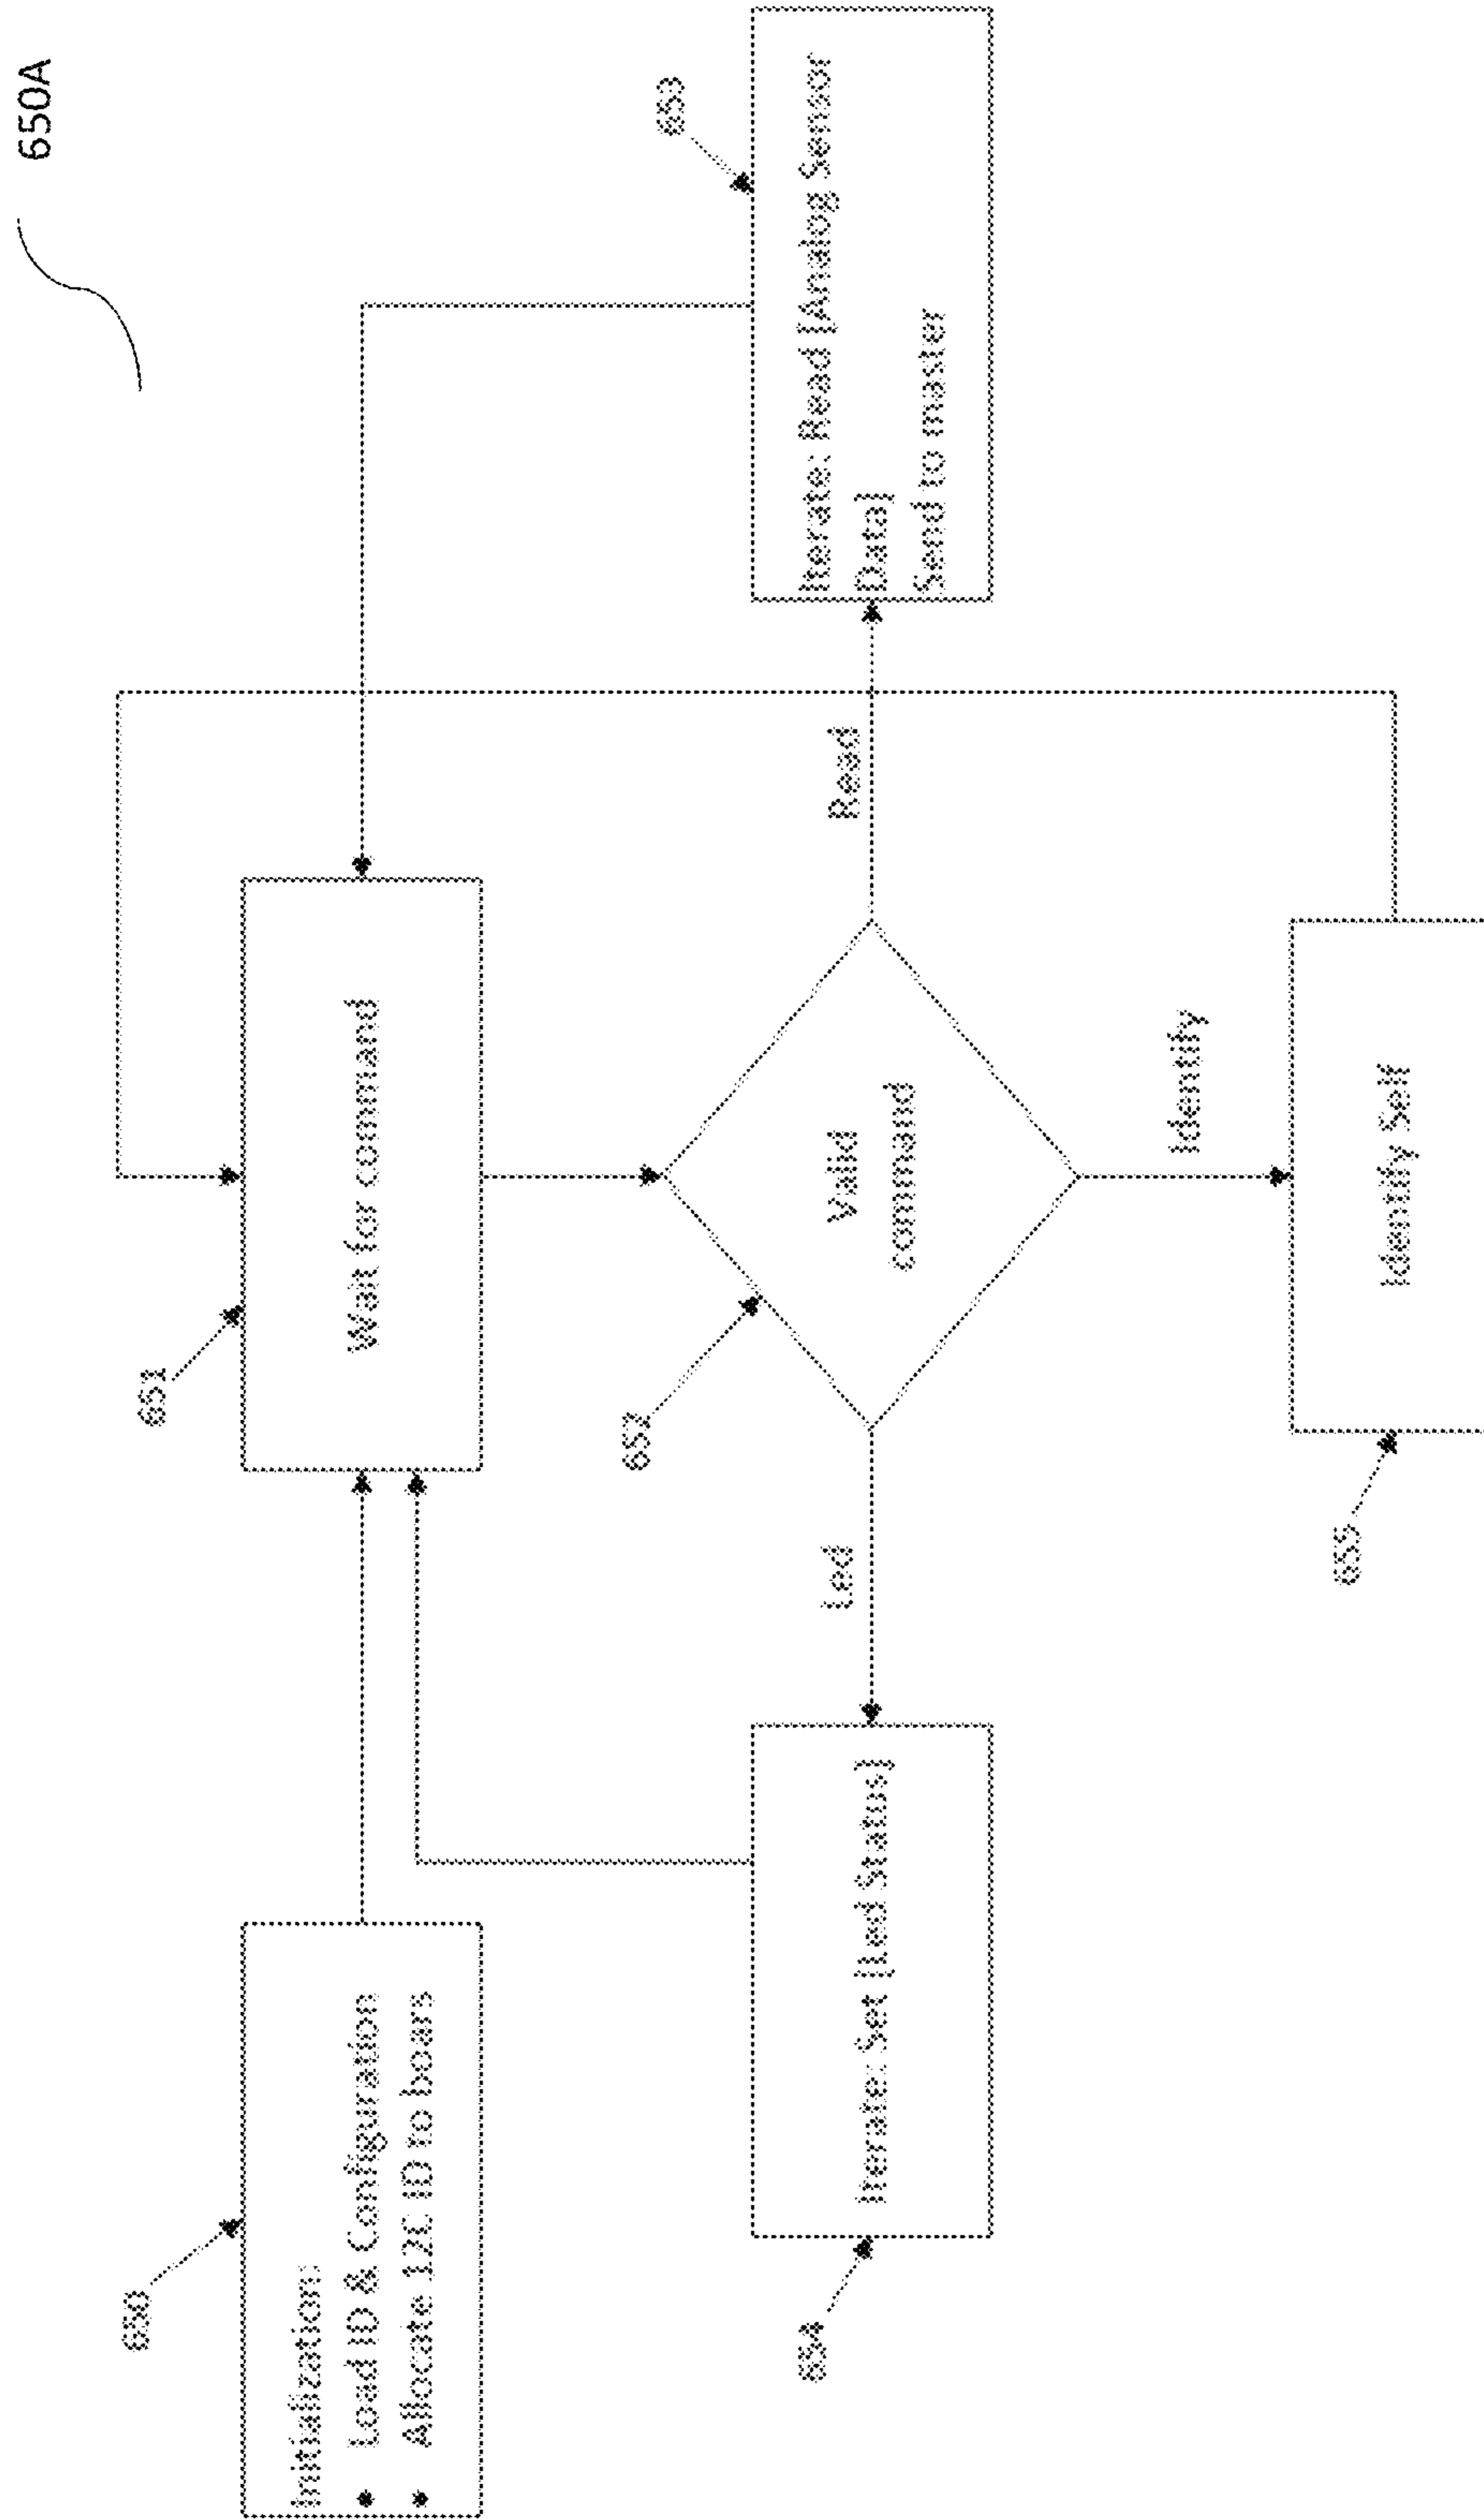 650A
650
Initialization:
• Load ID & Configuration
• Allocate I2C ID to boars
651
Wait for command
652
Valid
command
Led
Read
Identify
653
Iterate: Read [Analog Sensor
Data]
Send to master
654
Iterate: Set [Led Status]
655
Identify Self